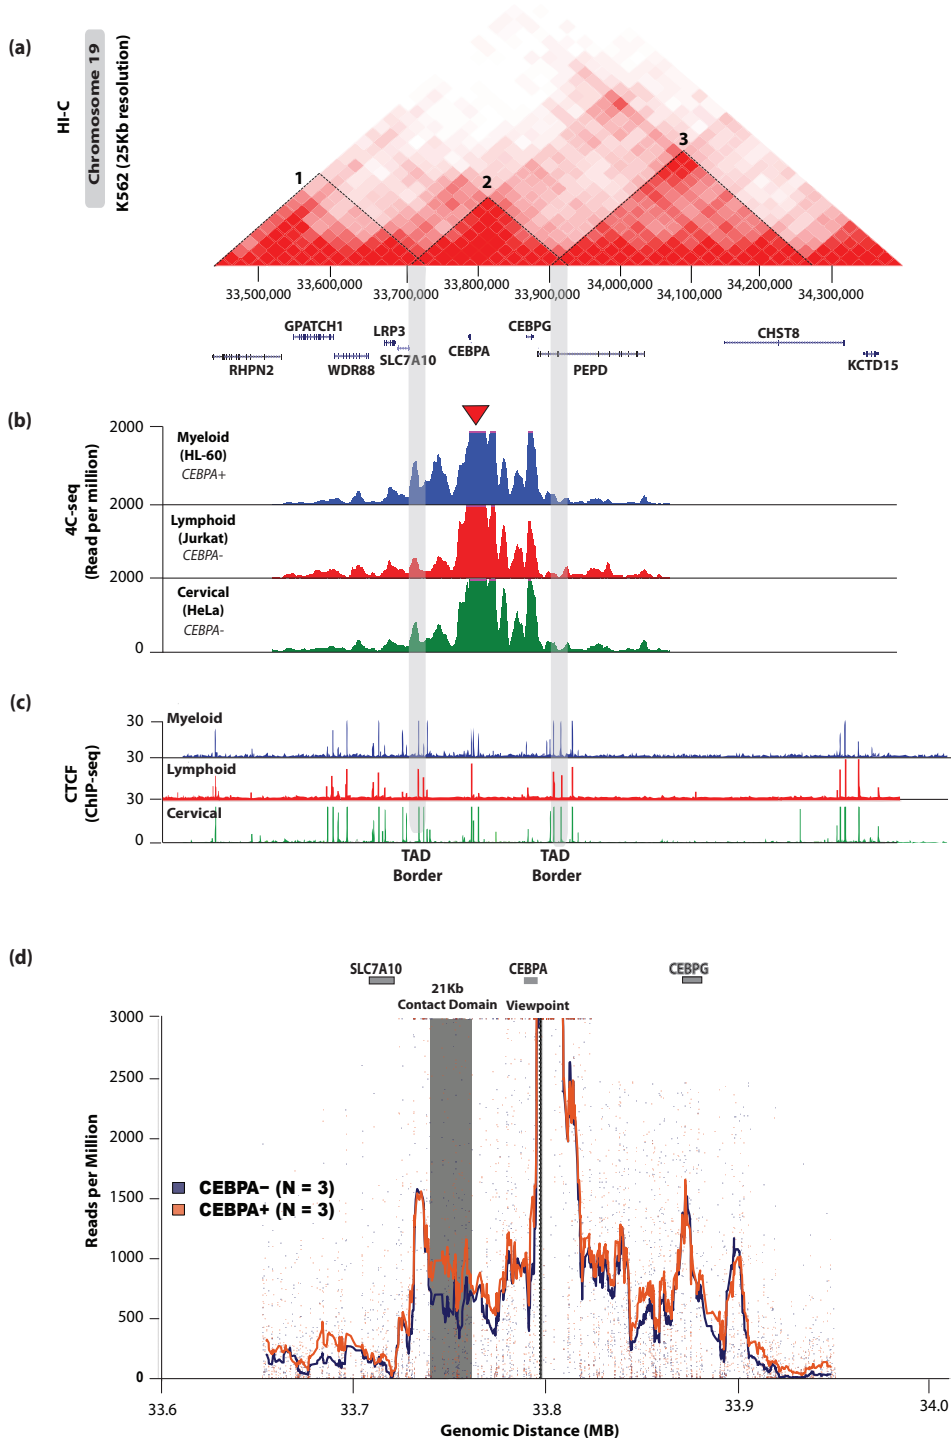 (a)
HI-C
Chromosome 19
K562 (25Kb resolution)
1
2
3
33,500,000
33,600,000
33,700,000
33,800,000
33,900,000
34,000,000
34,100,000
34,200,000
34,300,000
GPATCH1
LRP3
CEBPG
CHST8
RHPN2
WDR88
SLC7A10
CEBPA
PEPD
KCTD15
(b)
4C-seq
(Read per million)
2000
Myeloid
(HL-60)
CEBPA+
2000
Lymphoid
(Jurkat)
CEBPA-
2000
Cervical
(HeLa)
CEBPA-
0
(c)
CTCF
(ChIP-seq)
30
Myeloid
30
Lymphoid
30
Cervical
0
TAD
Border
TAD
Border
(d)
SLC7A10
CEBPA
CEBPG
21Kb
Contact Domain
Viewpoint
Reads per Million
3000
2500
2000
1500
1000
500
0
CEBPA− (N = 3)
CEBPA+ (N = 3)
33.6
33.7
33.8
33.9
34.0
Genomic Distance (MB)